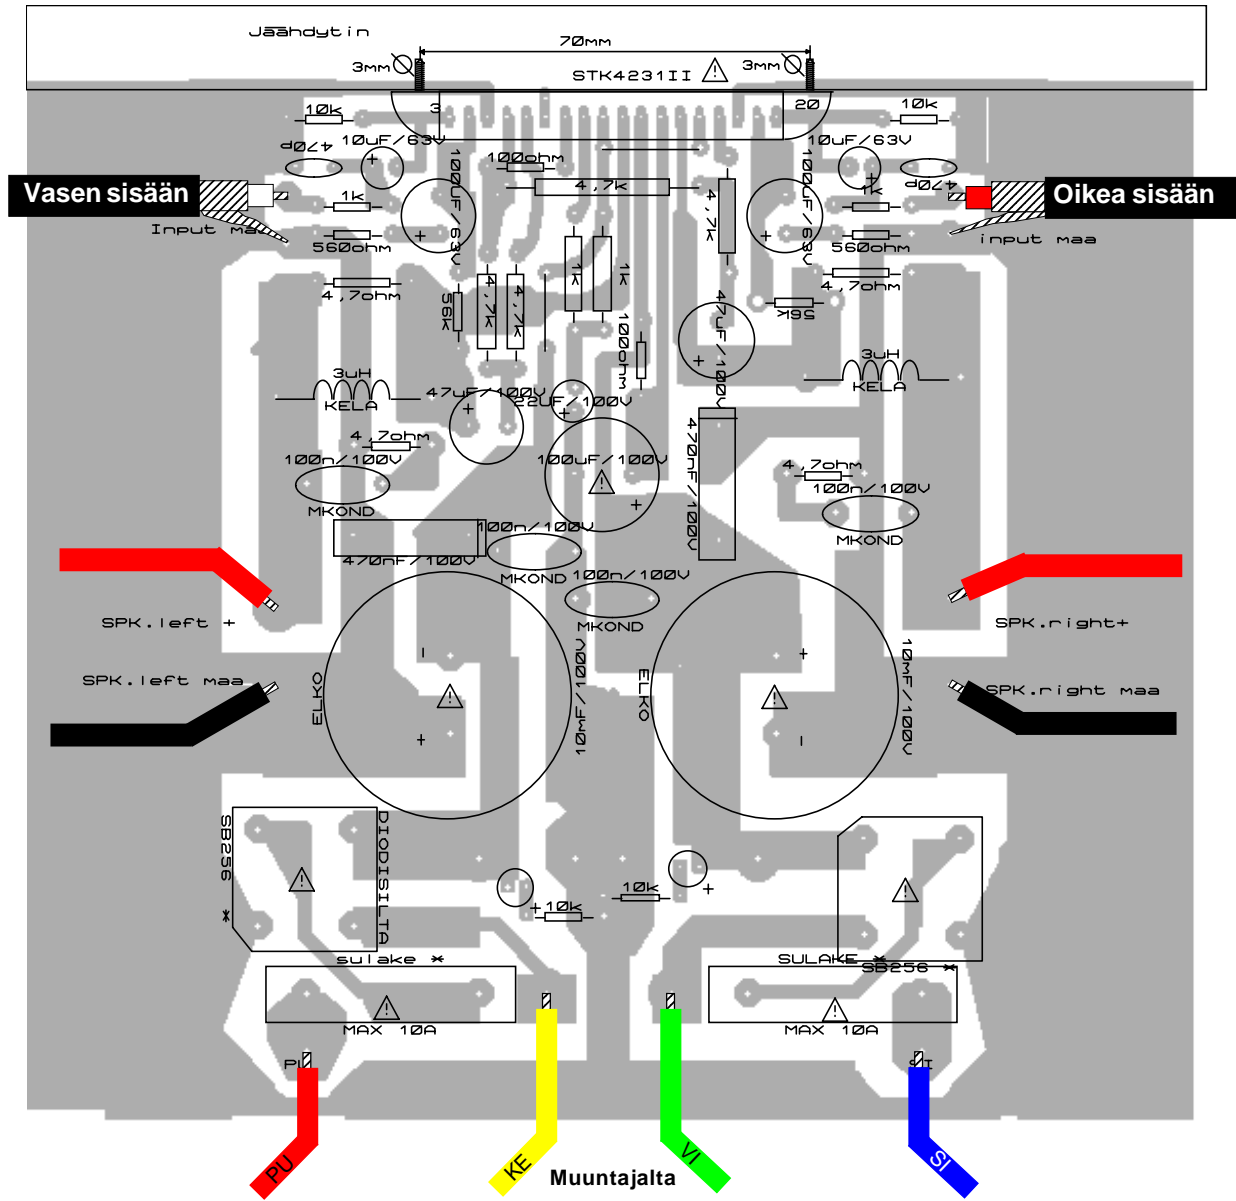 Jäähdytin
70mm
3mm
STK4231II
3mm
10k
3
20
10k
470p
10uF/63V
100UF/63V
100ohm
4,7k
4,7k
10uF/63V
100UF/63V
470p
Vasen sisään
1k
1k
Oikea sisään
Input maa
560ohm
560ohm
input maa
4,7ohm
4,7ohm
56k
4,7k
4,7k
1k
1k
100ohm
47uF/100V
56k
3uH
KELA
3uH
KELA
47uF/100V
22UF/100V
4,7ohm
100n/100V
MKOND
100uF/100V
470nF/100V
4,7ohm
100n/100V
MKOND
470nF/100V
100n/100V
MKOND
100n/100V
MKOND
SPK.left +
SPK.right+
SPK.left maa
SPK.right maa
ELKO
10mF/100V
ELKO
10mF/100V
- 
+
+
-
SB256 *
DIODISILTA
10k
10k
sulake *
SULAKE *
SB256 *
MAX 10A
MAX 10A
PU
SI
PU
KE
Muuntajalta
VI
SI